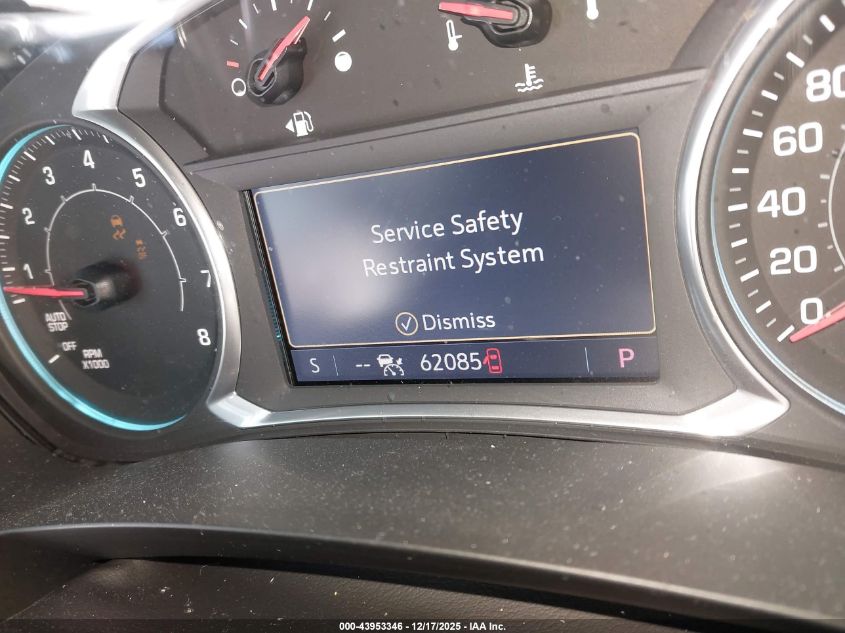 Service Safety
Restraint System
Dismiss
S -- 62085 P
1
2
3
4
5
6
7
8
AUTO
STOP
OFF
RPM
X1000
80
60
40
20
0
000-43953346 - 12/17/2025 - IAA Inc.